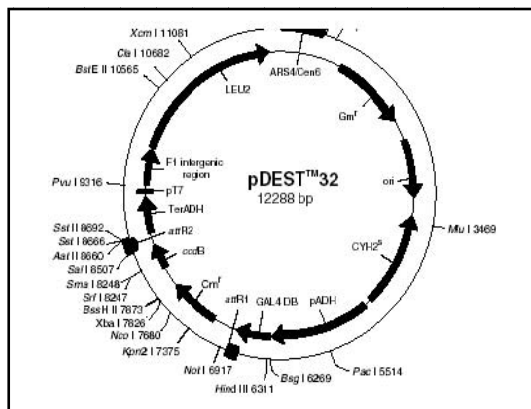 Xcm I 11081
Cla I 10682
BstE II 10565
LEU2
ARS4/Cen6
Gmr
F1 intergenic
region
ori
Pvu I 9316
pT7
pDEST™32
12288 bp
TerADH
Mlu I 3469
Sst II 8692
Sst I 8666
Aat II 8660
Sal I 8507
Sma I 8248
Srf I 8247
BssH II 7873
Xba I 7826
Nco I 7680
Kpn2 I 7375
attR2
ccdB
CYH2s
Cmr
attR1
GAL4 DB
pADH
Not I 6917
Hind III 6311
Bsg I 6269
Pac I 5514